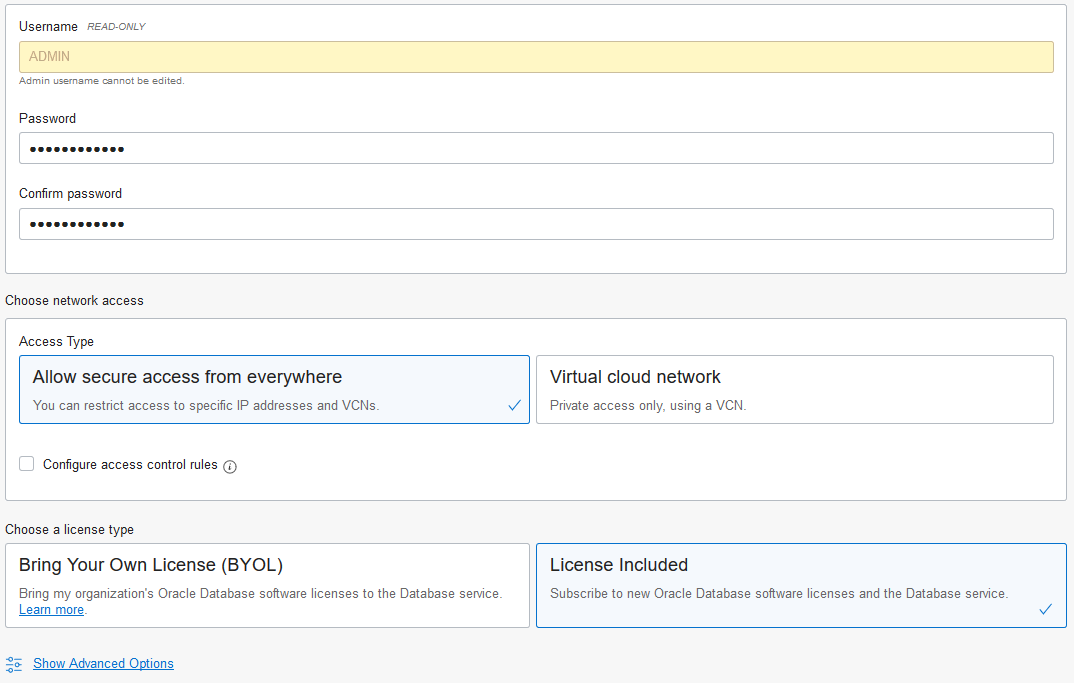 Username READ-ONLY
ADMIN
Admin username cannot be edited.
Password
●●●●●●●●●●●●
Confirm password
●●●●●●●●●●●●
Choose network access
Access Type
Allow secure access from everywhere
You can restrict access to specific IP addresses and VCNs.
Virtual cloud network
Private access only, using a VCN.
Configure access control rules
Choose a license type
Bring Your Own License (BYOL)
Bring my organization's Oracle Database software licenses to the Database service.
Learn more.
License Included
Subscribe to new Oracle Database software licenses and the Database service.
Show Advanced Options